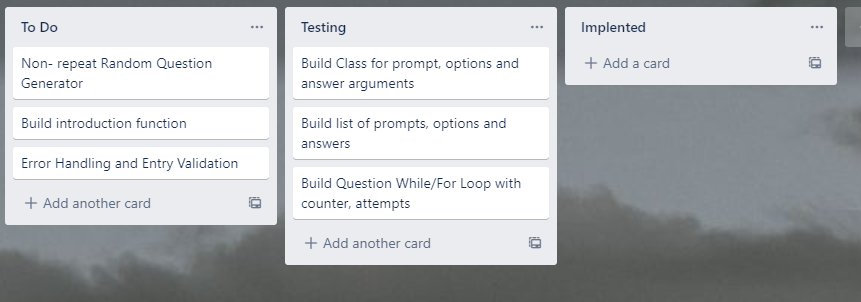 To Do
Non- repeat Random Question
Generator
Build introduction function
Error Handling and Entry Validation
+ Add another card
Testing
Build Class for prompt, options and
answer arguments
Build list of prompts, options and
answers
Build Question While/For Loop with
counter, attempts
+ Add another card
Implented
+ Add a card